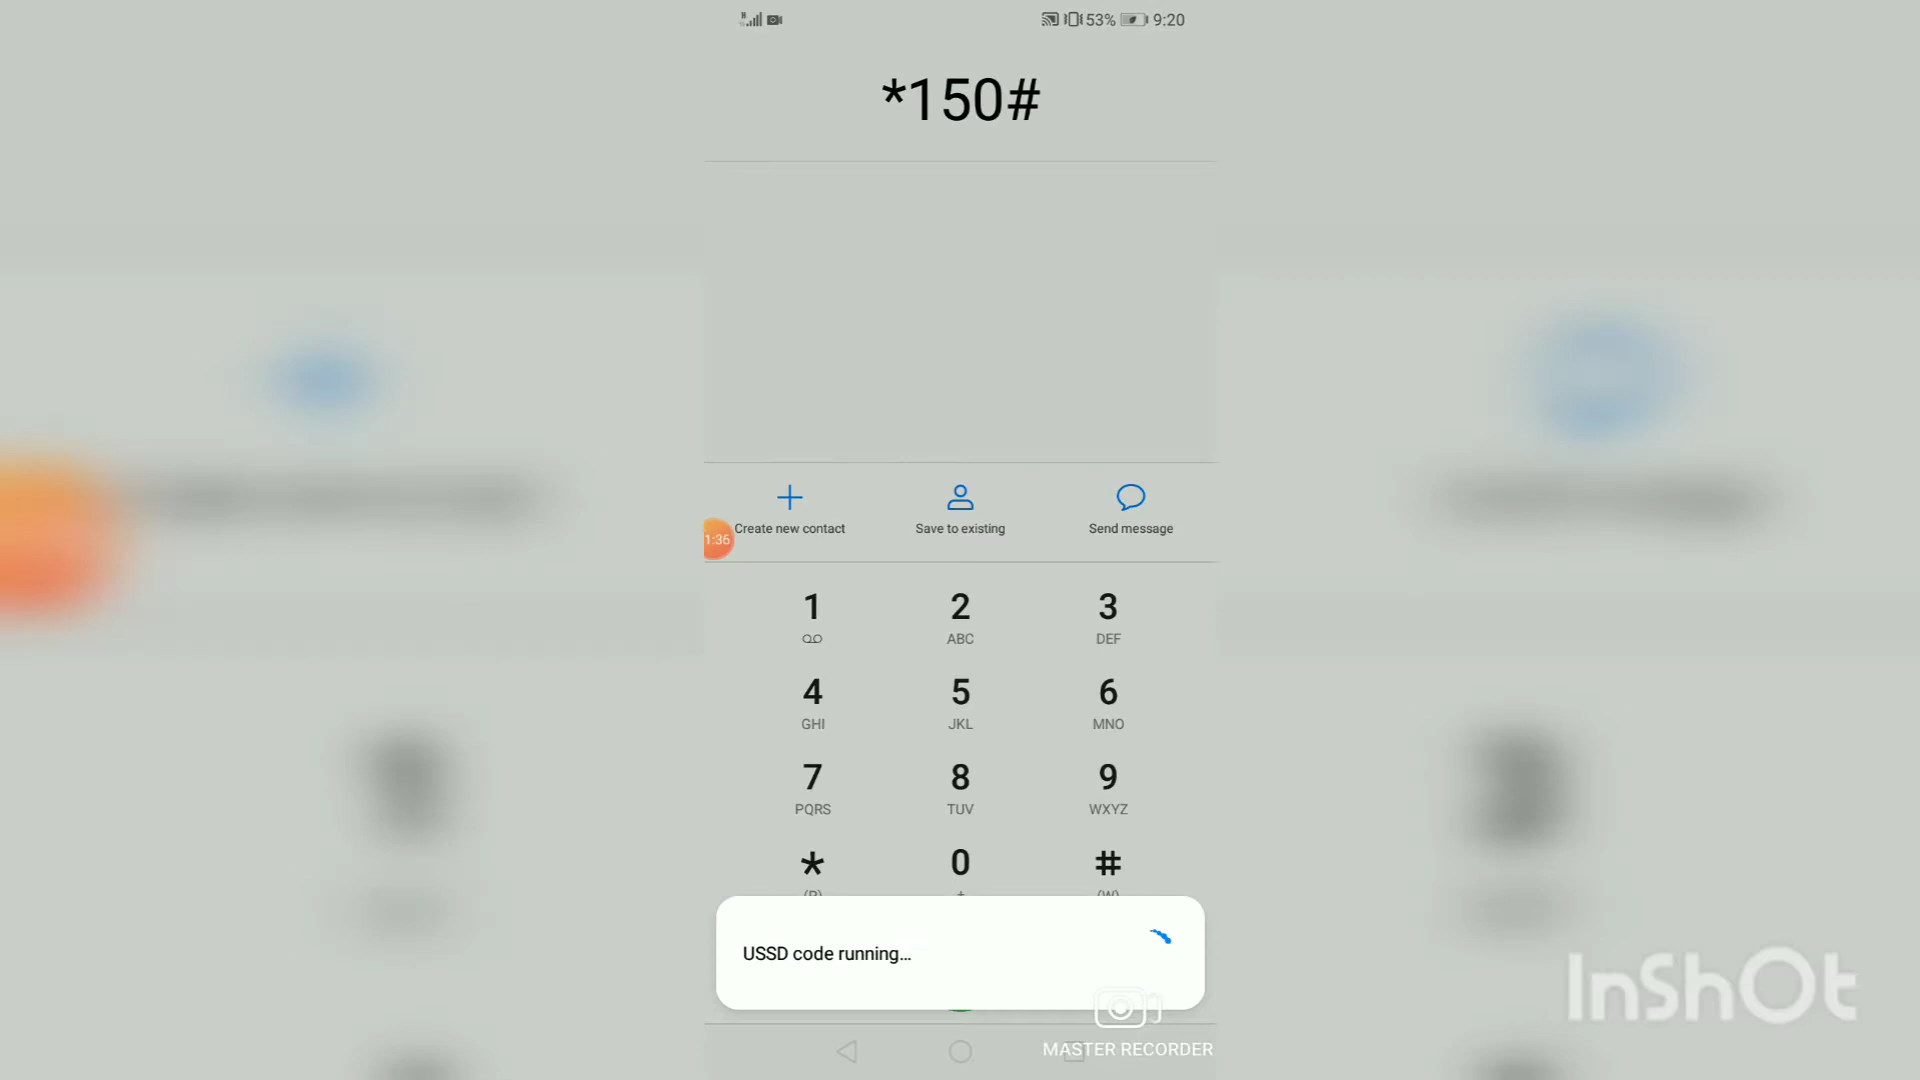 53% 9:20
*150#
Create new contact
Save to existing
Send message
1:36
1
2
3
ABC
DEF
4
5
6
GHI
JKL
MNO
7
8
9
PQRS
TUV
WXYZ
*
0
#
USSD code running...
InShOt
MASTER RECORDER